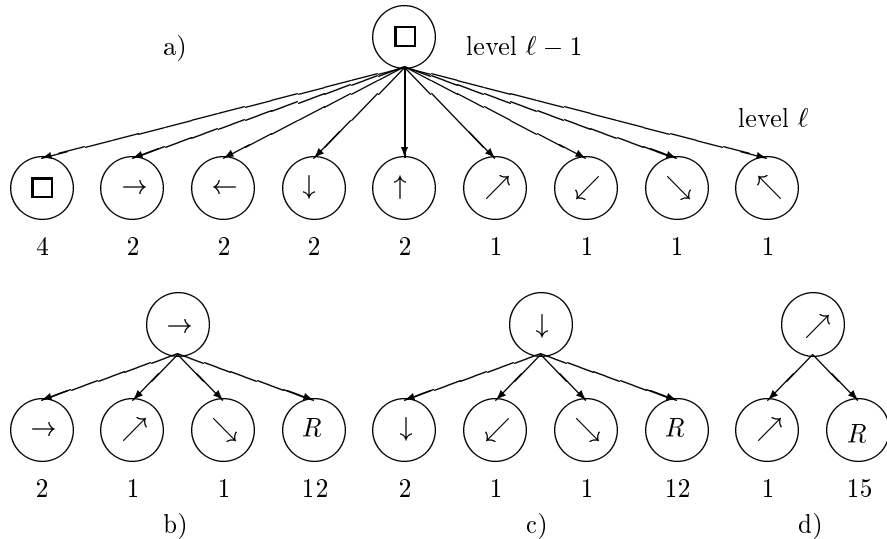 a) □ level ℓ − 1
level ℓ
□ → ← ↓ ↑ ↗ ↙ ↘ ↖
4 2 2 2 2 1 1 1 1
→ ↓ ↗
→ ↗ ↘ R ↓ ↙ ↘ R ↗ R
2 1 1 12 2 1 1 12 1 15
b) c) d)